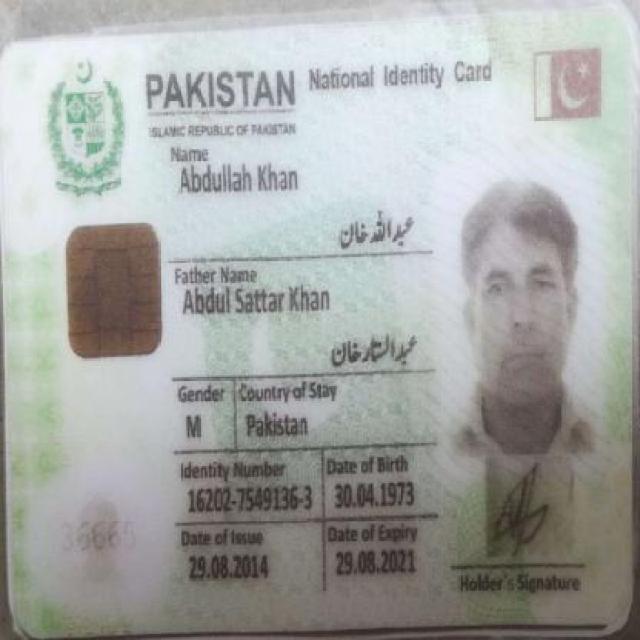 PAKISTAN National Identity Card
ISLAMIC REPUBLIC OF PAKISTAN
Name
Abdullah Khan
عبداللہ خان
Father Name
Abdul Sattar Khan
عبدالستار خان
Gender Country of Stay
M Pakistan
Identity Number Date of Birth
16202-7549136-3 30.04.1973
Date of Issue Date of Expiry
29.08.2014 29.08.2021
Holder's Signature